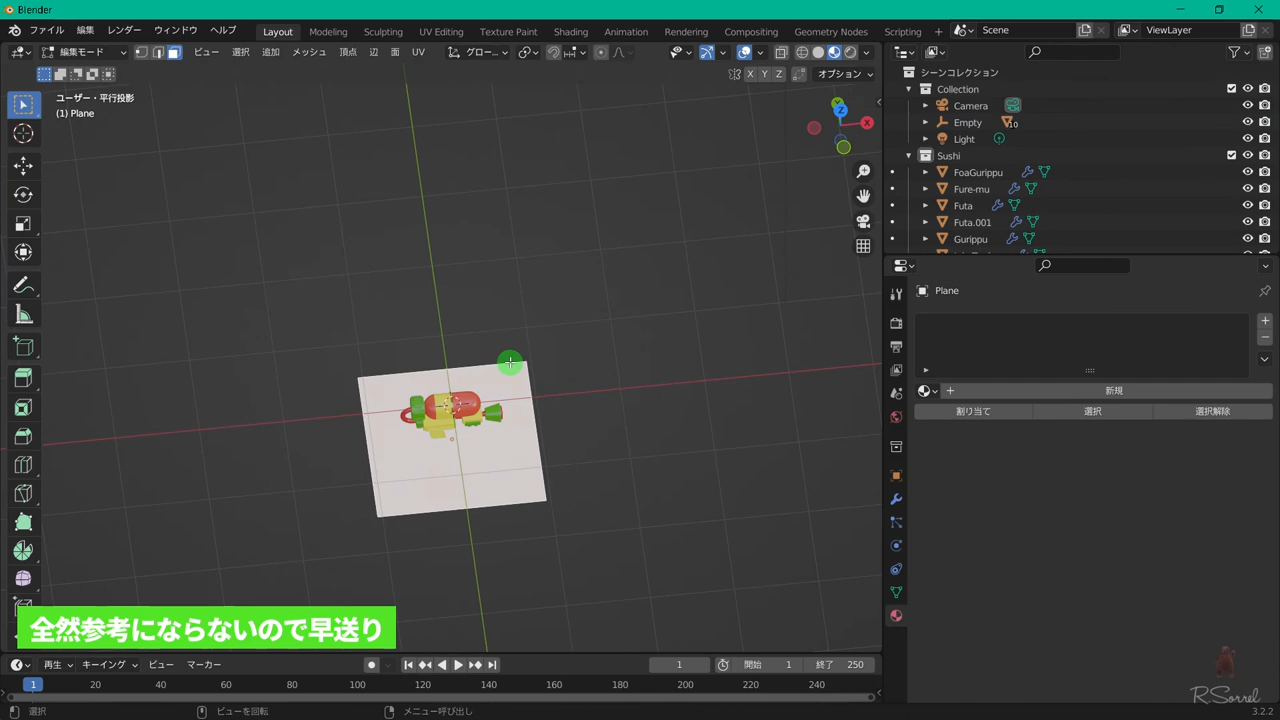 Blender
ファイル 編集 レンダー ウィンドウ ヘルプ Layout Modeling Sculpting UV Editing Texture Paint Shading Animation Rendering Compositing Geometry Nodes Scripting + Scene ViewLayer
編集モード ビュー 選択 追加 メッシュ 頂点 辺 面 UV グロー...
X Y Z オプション
ユーザー・平行投影
(1) Plane
Z
X
シーンコレクション
Collection
Camera
Empty 10
Light
Sushi
FoaGurippu
Fure-mu
Futa
Futa.001
Gurippu
Plane
新規
割り当て 選択 選択解除
全然参考にならないので早送り
再生 キーイング ビュー マーカー 1 開始 1 終了 250
1 20 40 60 80 100 120 140 160 180 200 220 240
選択 ビューを回転 メニュー呼び出し 3.2.2
R.Sorrel